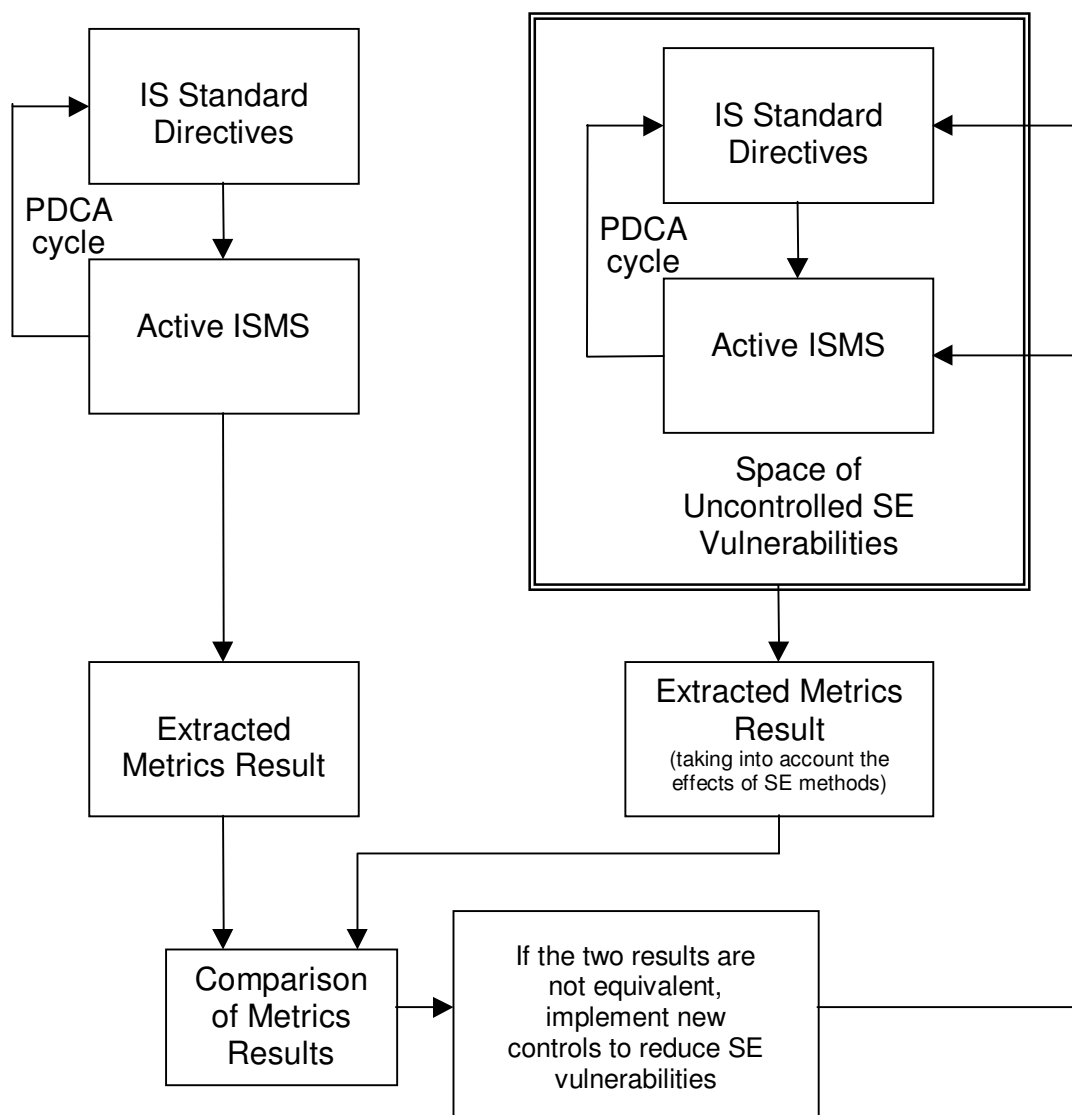 IS Standard
Directives
PDCA
cycle
Active ISMS
Extracted
Metrics Result
IS Standard
Directives
PDCA
cycle
Active ISMS
Space of
Uncontrolled SE
Vulnerabilities
Extracted Metrics
Result
(taking into account the
effects of SE methods)
Comparison
of Metrics
Results
If the two results are
not equivalent,
implement new
controls to reduce SE
vulnerabilities